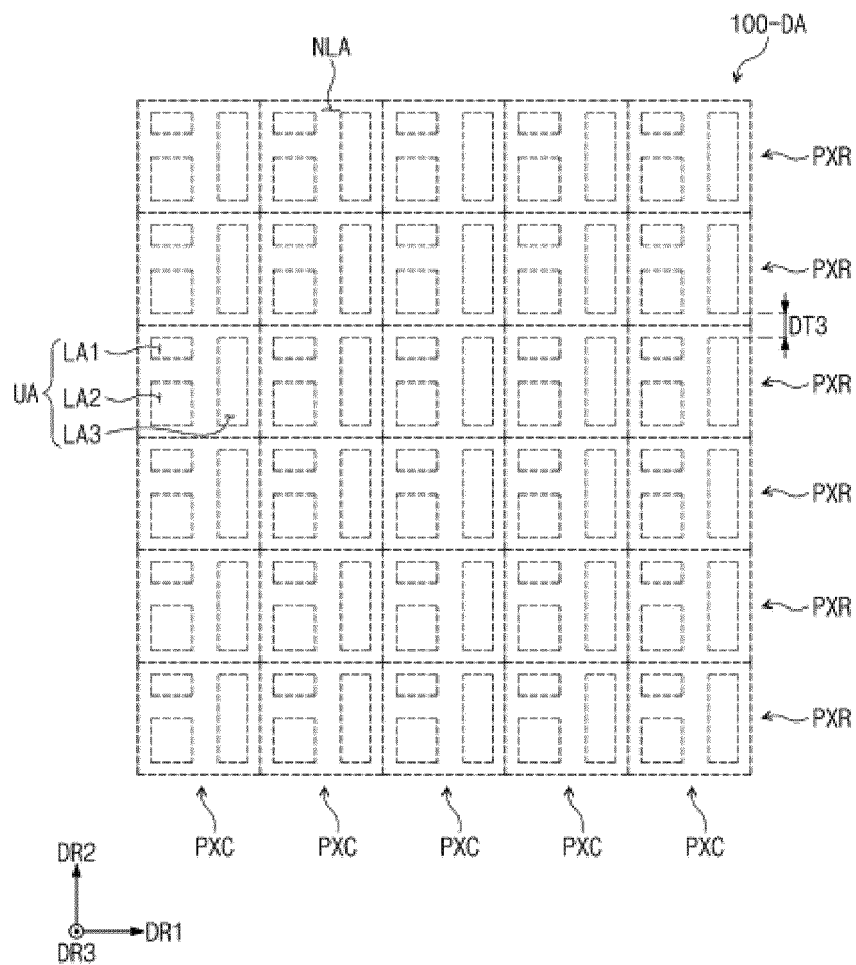 100-DA
NLA
PXR
PXR
DT3
LA1
UA
LA2
PXR
LA3
PXR
PXR
PXR
PXC PXC PXC PXC PXC
DR2
DR1
DR3